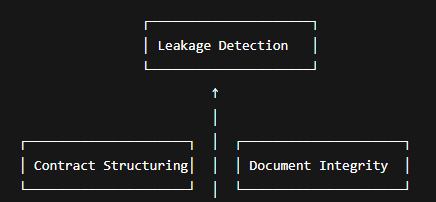 Leakage Detection
Contract Structuring
Document Integrity